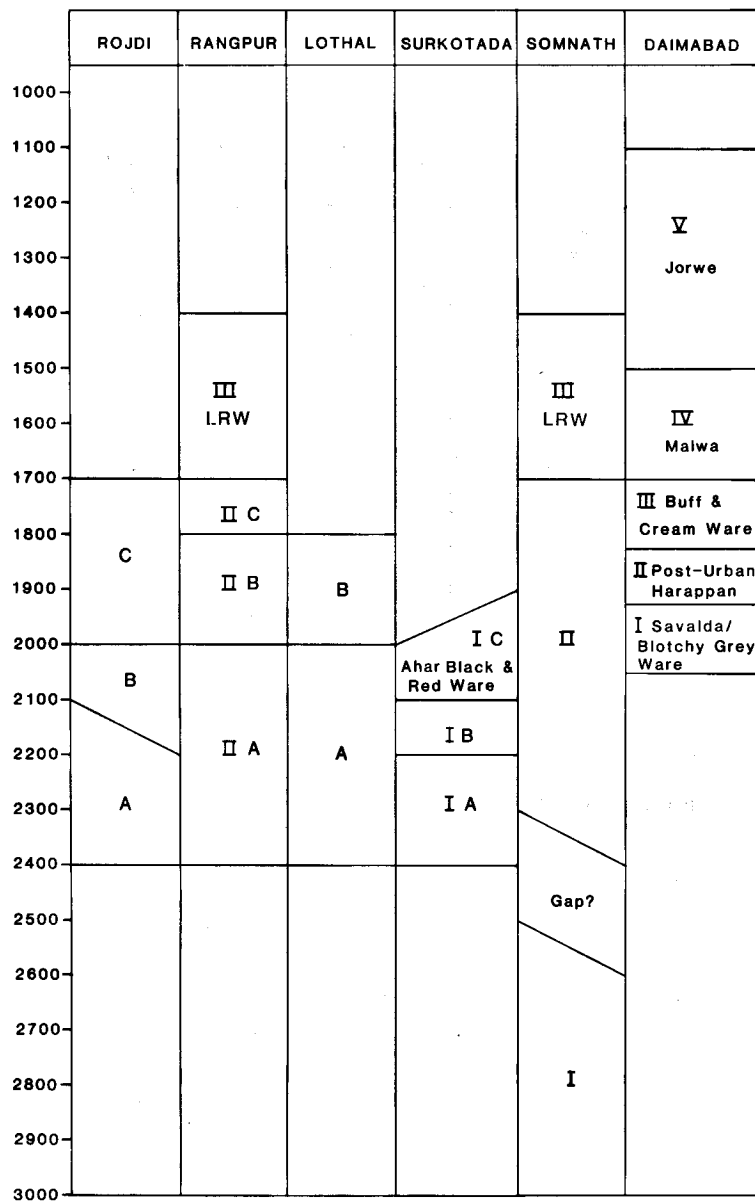 ROJDI RANGPUR LOTHAL SURKOTADA SOMNATH DAIMABAD
1000
1100
1200
1300
1400
1500
1600
1700
1800
1900
2000
2100
2200
2300
2400
2500
2600
2700
2800
2900
3000
C
B
A
III
LRW
II C
II B
II A
B
A
I C
Ahar Black &
Red Ware
I B
I A
III
LRW
II
Gap?
I
V
Jorwe
IV
Malwa
III Buff &
Cream Ware
II Post-Urban
Harappan
I Savalda/
Blotchy Grey
Ware